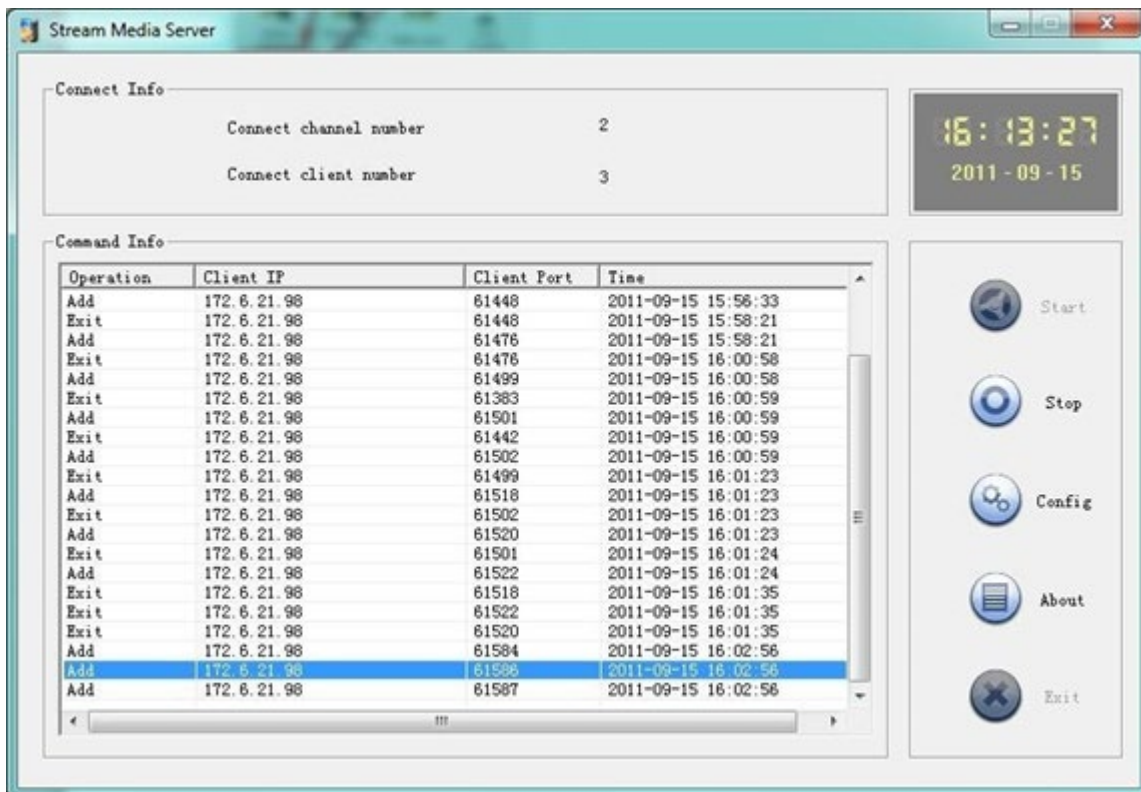 Stream Media Server
Connect Info
Connect channel number 2
Connect client number 3
16:13:27
2011-09-15
Command Info
Operation Client IP Client Port Time
Add 172.6.21.98 61448 2011-09-15 15:56:33
Exit 172.6.21.98 61448 2011-09-15 15:58:21
Add 172.6.21.98 61476 2011-09-15 15:58:21
Exit 172.6.21.98 61476 2011-09-15 16:00:58
Add 172.6.21.98 61499 2011-09-15 16:00:58
Exit 172.6.21.98 61383 2011-09-15 16:00:59
Add 172.6.21.98 61501 2011-09-15 16:00:59
Exit 172.6.21.98 61442 2011-09-15 16:00:59
Add 172.6.21.98 61502 2011-09-15 16:00:59
Exit 172.6.21.98 61499 2011-09-15 16:01:23
Add 172.6.21.98 61518 2011-09-15 16:01:23
Exit 172.6.21.98 61502 2011-09-15 16:01:23
Add 172.6.21.98 61520 2011-09-15 16:01:23
Exit 172.6.21.98 61501 2011-09-15 16:01:24
Add 172.6.21.98 61522 2011-09-15 16:01:24
Exit 172.6.21.98 61518 2011-09-15 16:01:35
Exit 172.6.21.98 61522 2011-09-15 16:01:35
Exit 172.6.21.98 61520 2011-09-15 16:01:35
Add 172.6.21.98 61584 2011-09-15 16:02:56
Add 172.6.21.98 61586 2011-09-15 16:02:56
Add 172.6.21.98 61587 2011-09-15 16:02:56
Start
Stop
Config
About
Exit